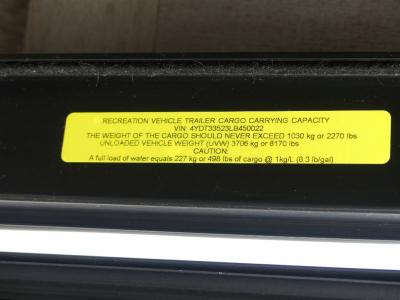 RECREATION VEHICLE TRAILER CARGO CARRYING CAPACITY
VIN: 4YDT33523LB450022
THE WEIGHT OF THE CARGO SHOULD NEVER EXCEED 1030 kg or 2270 lbs
UNLOADED VEHICLE WEIGHT (UVW) 3706 kg or 8170 lbs
CAUTION:
A full load of water equals 227 kg or 498 lbs of cargo @ 1kg/L (8.3 lb/gal)